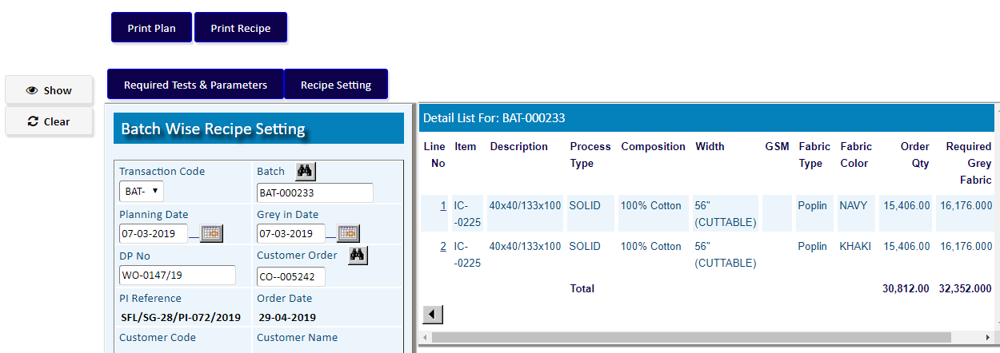 Print Plan Print Recipe
Show
Clear
Required Tests & Parameters Recipe Setting
Batch Wise Recipe Setting
Transaction Code Batch
BAT- BAT-000233
Planning Date Grey in Date
07-03-2019 07-03-2019
DP No Customer Order
WO-0147/19 CO--005242
PI Reference Order Date
SFL/SG-28/PI-072/2019 29-04-2019
Customer Code Customer Name
Detail List For: BAT-000233
Line Item Description Process Composition Width GSM Fabric Fabric Order Required
No Type Type Color Qty Grey
Fabric
1 IC- 40x40/133x100 SOLID 100% Cotton 56" Poplin NAVY 15,406.00 16,176.000
-0225 (CUTTABLE)
2 IC- 40x40/133x100 SOLID 100% Cotton 56" Poplin KHAKI 15,406.00 16,176.000
-0225 (CUTTABLE)
Total 30,812.00 32,352.000